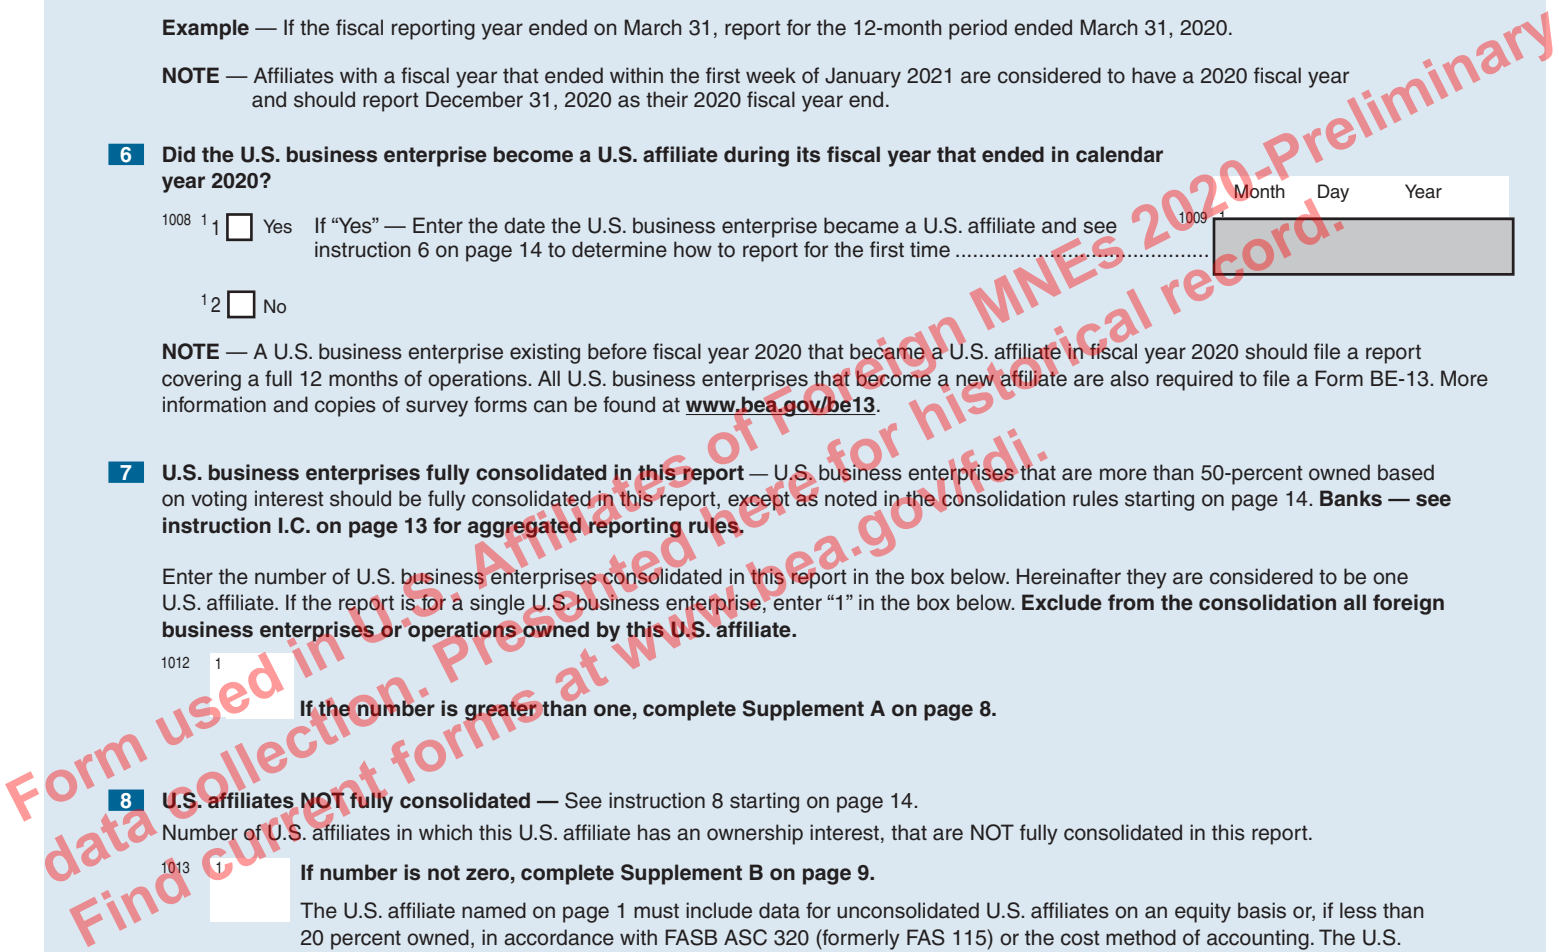 Example — If the fiscal reporting year ended on March 31, report for the 12-month period ended March 31, 2020.
NOTE — Affiliates with a fiscal year that ended within the first week of January 2021 are considered to have a 2020 fiscal year
and should report December 31, 2020 as their 2020 fiscal year end.
6 Did the U.S. business enterprise become a U.S. affiliate during its fiscal year that ended in calendar
year 2020?
Month Day Year
1008 1 1 Yes If “Yes” — Enter the date the U.S. business enterprise became a U.S. affiliate and see 1009 1
instruction 6 on page 14 to determine how to report for the first time ...........................................
1 2 No
NOTE — A U.S. business enterprise existing before fiscal year 2020 that became a U.S. affiliate in fiscal year 2020 should file a report
covering a full 12 months of operations. All U.S. business enterprises that become a new affiliate are also required to file a Form BE-13. More
information and copies of survey forms can be found at www.bea.gov/be13.
7 U.S. business enterprises fully consolidated in this report — U.S. business enterprises that are more than 50-percent owned based
on voting interest should be fully consolidated in this report, except as noted in the consolidation rules starting on page 14. Banks — see
instruction I.C. on page 13 for aggregated reporting rules.
Enter the number of U.S. business enterprises consolidated in this report in the box below. Hereinafter they are considered to be one
U.S. affiliate. If the report is for a single U.S. business enterprise, enter “1” in the box below. Exclude from the consolidation all foreign
business enterprises or operations owned by this U.S. affiliate.
1012 1
If the number is greater than one, complete Supplement A on page 8.
8 U.S. affiliates NOT fully consolidated — See instruction 8 starting on page 14.
Number of U.S. affiliates in which this U.S. affiliate has an ownership interest, that are NOT fully consolidated in this report.
1013 1 If number is not zero, complete Supplement B on page 9.
The U.S. affiliate named on page 1 must include data for unconsolidated U.S. affiliates on an equity basis or, if less than
20 percent owned, in accordance with FASB ASC 320 (formerly FAS 115) or the cost method of accounting. The U.S.
Form used in U.S. Affiliates of Foreign MNEs 2020-Preliminary
data collection. Presented here for historical record.
Find current forms at www.bea.gov/fdi.